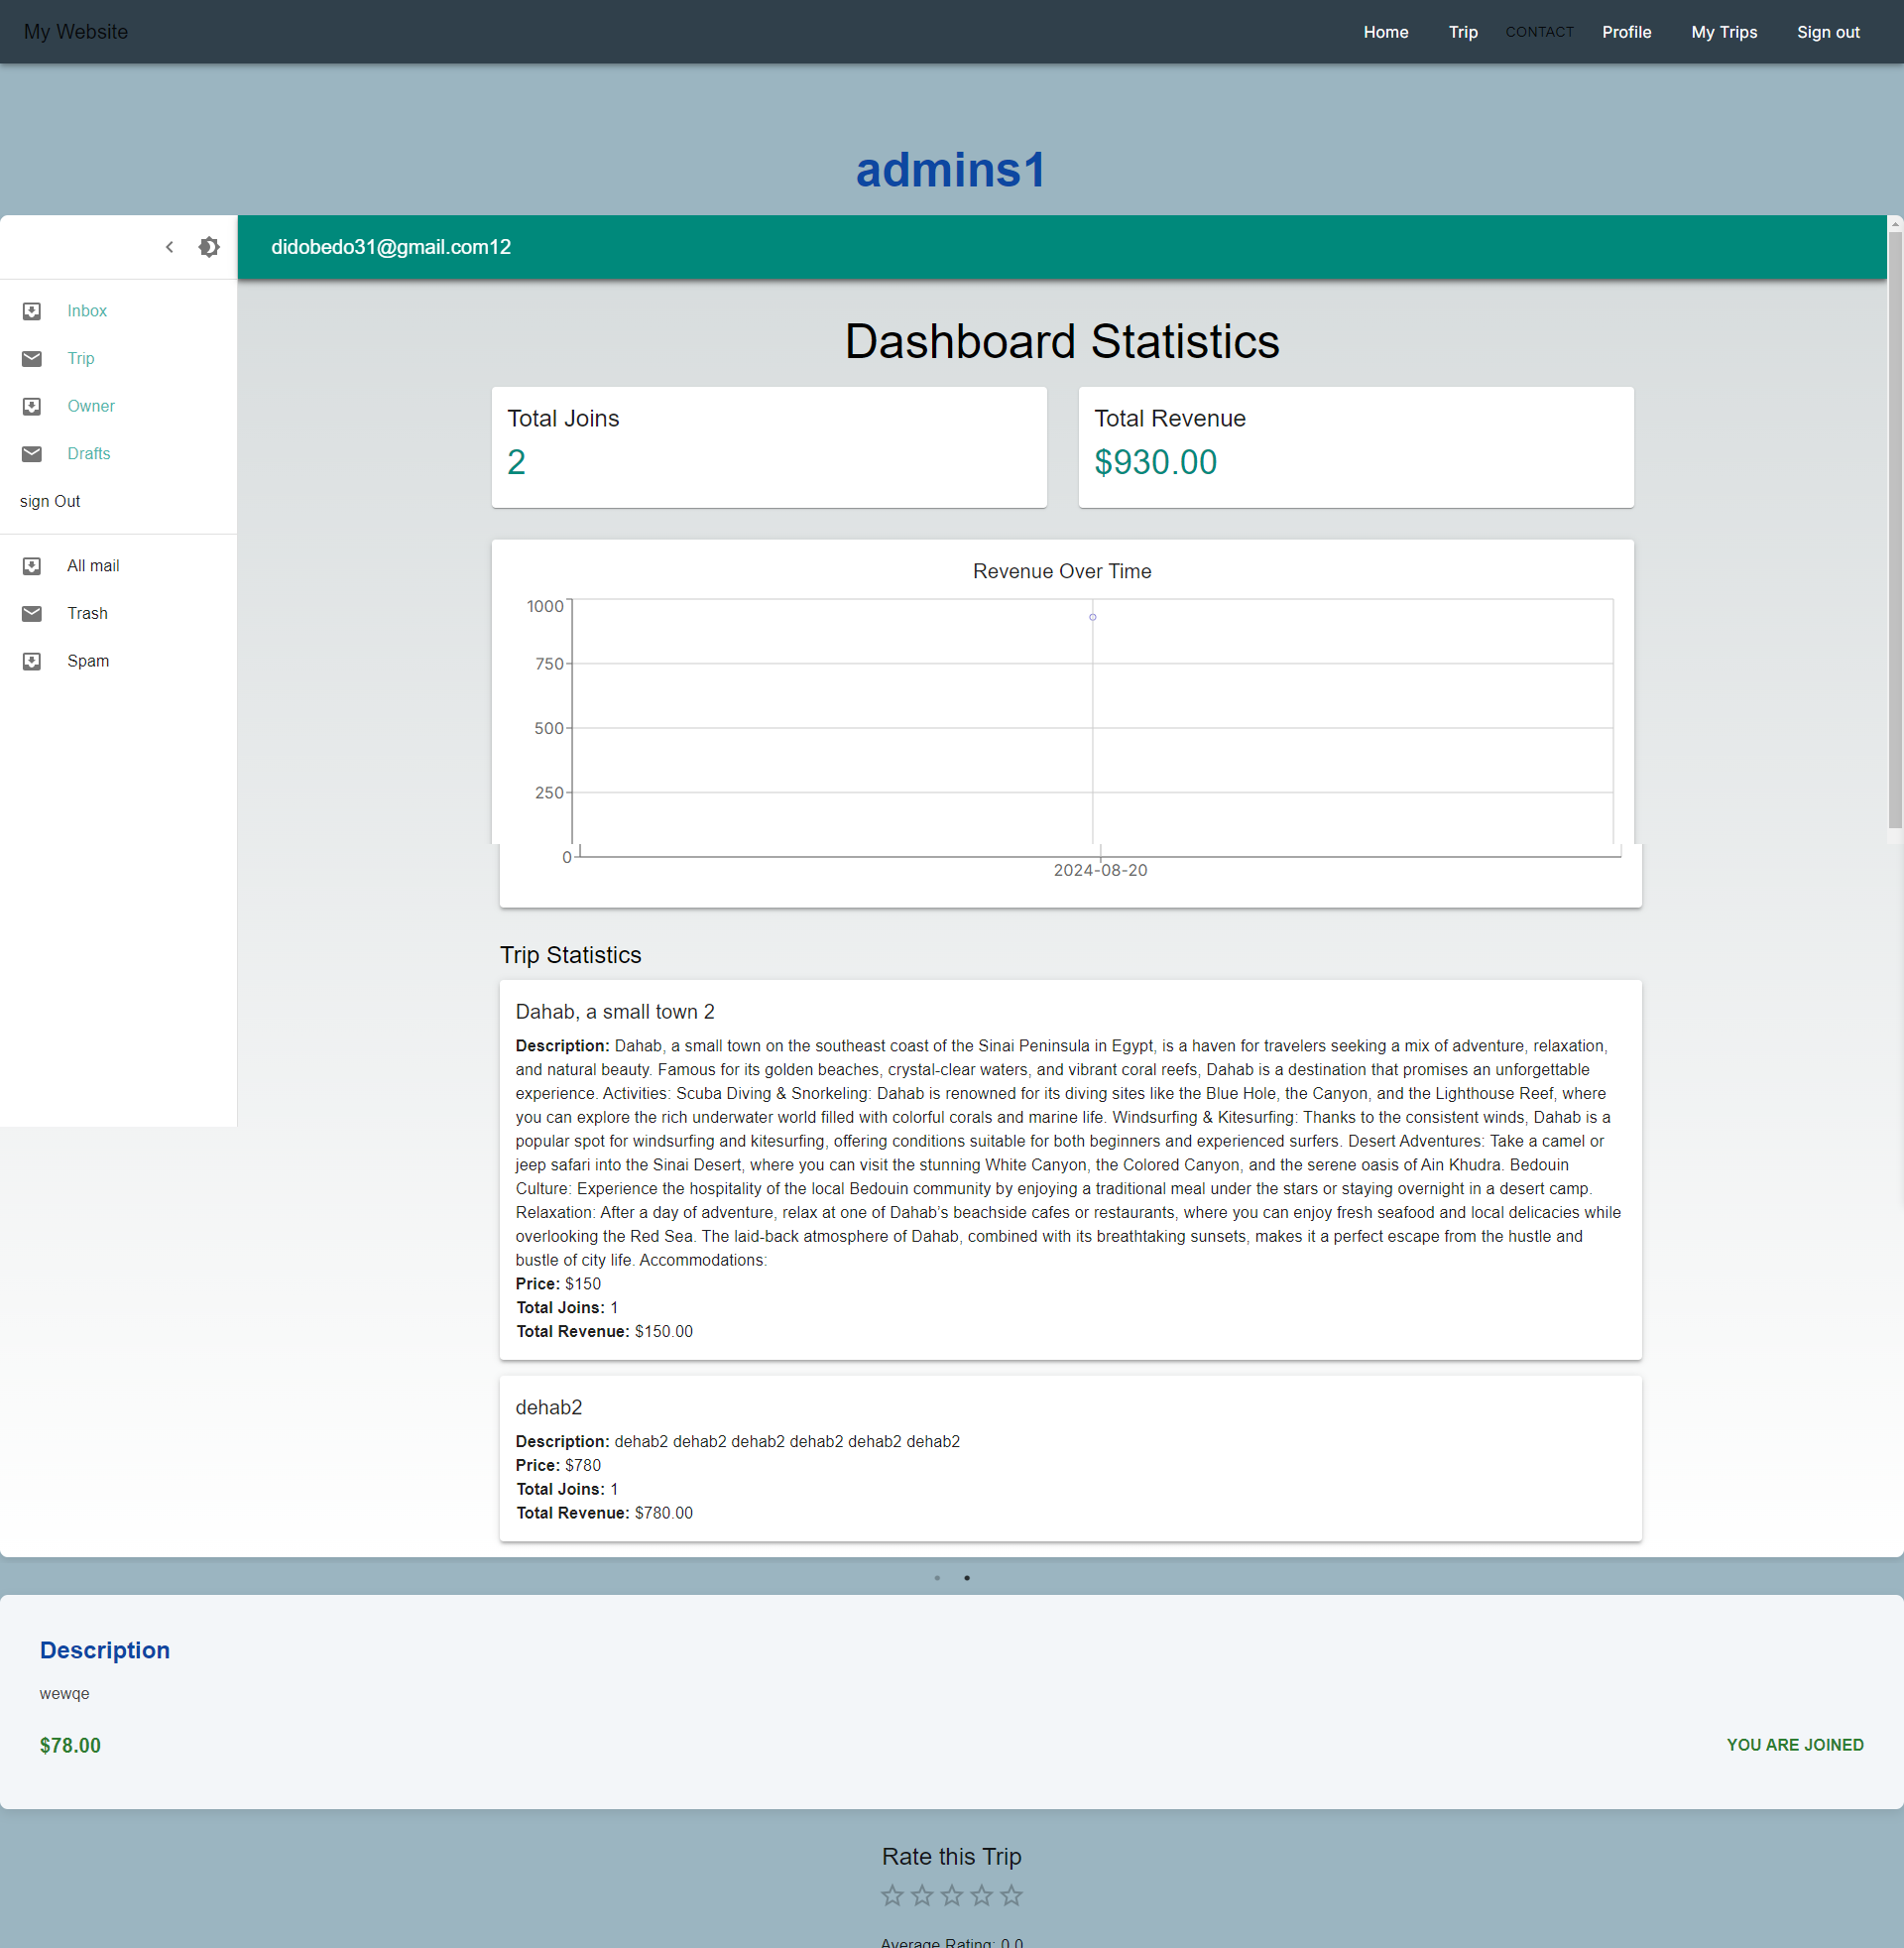 My Website
Home Trip CONTACT Profile My Trips Sign out
admins1
didobedo31@gmail.com12
Inbox
Trip
Owner
Drafts
sign Out
All mail
Trash
Spam
Dashboard Statistics
Total Joins
2
Total Revenue
$930.00
Revenue Over Time
1000
750
500
250
0
2024-08-20
Trip Statistics
Dahab, a small town 2
Description: Dahab, a small town on the southeast coast of the Sinai Peninsula in Egypt, is a haven for travelers seeking a mix of adventure, relaxation,
and natural beauty. Famous for its golden beaches, crystal-clear waters, and vibrant coral reefs, Dahab is a destination that promises an unforgettable
experience. Activities: Scuba Diving & Snorkeling: Dahab is renowned for its diving sites like the Blue Hole, the Canyon, and the Lighthouse Reef, where
you can explore the rich underwater world filled with colorful corals and marine life. Windsurfing & Kitesurfing: Thanks to the consistent winds, Dahab is a
popular spot for windsurfing and kitesurfing, offering conditions suitable for both beginners and experienced surfers. Desert Adventures: Take a camel or
jeep safari into the Sinai Desert, where you can visit the stunning White Canyon, the Colored Canyon, and the serene oasis of Ain Khudra. Bedouin
Culture: Experience the hospitality of the local Bedouin community by enjoying a traditional meal under the stars or staying overnight in a desert camp.
Relaxation: After a day of adventure, relax at one of Dahab's beachside cafes or restaurants, where you can enjoy fresh seafood and local delicacies while
overlooking the Red Sea. The laid-back atmosphere of Dahab, combined with its breathtaking sunsets, makes it a perfect escape from the hustle and
bustle of city life. Accommodations:
Price: $150
Total Joins: 1
Total Revenue: $150.00
dehab2
Description: dehab2 dehab2 dehab2 dehab2 dehab2 dehab2
Price: $780
Total Joins: 1
Total Revenue: $780.00
Description
wewqe
$78.00
YOU ARE JOINED
Rate this Trip
Average Rating: 0.0